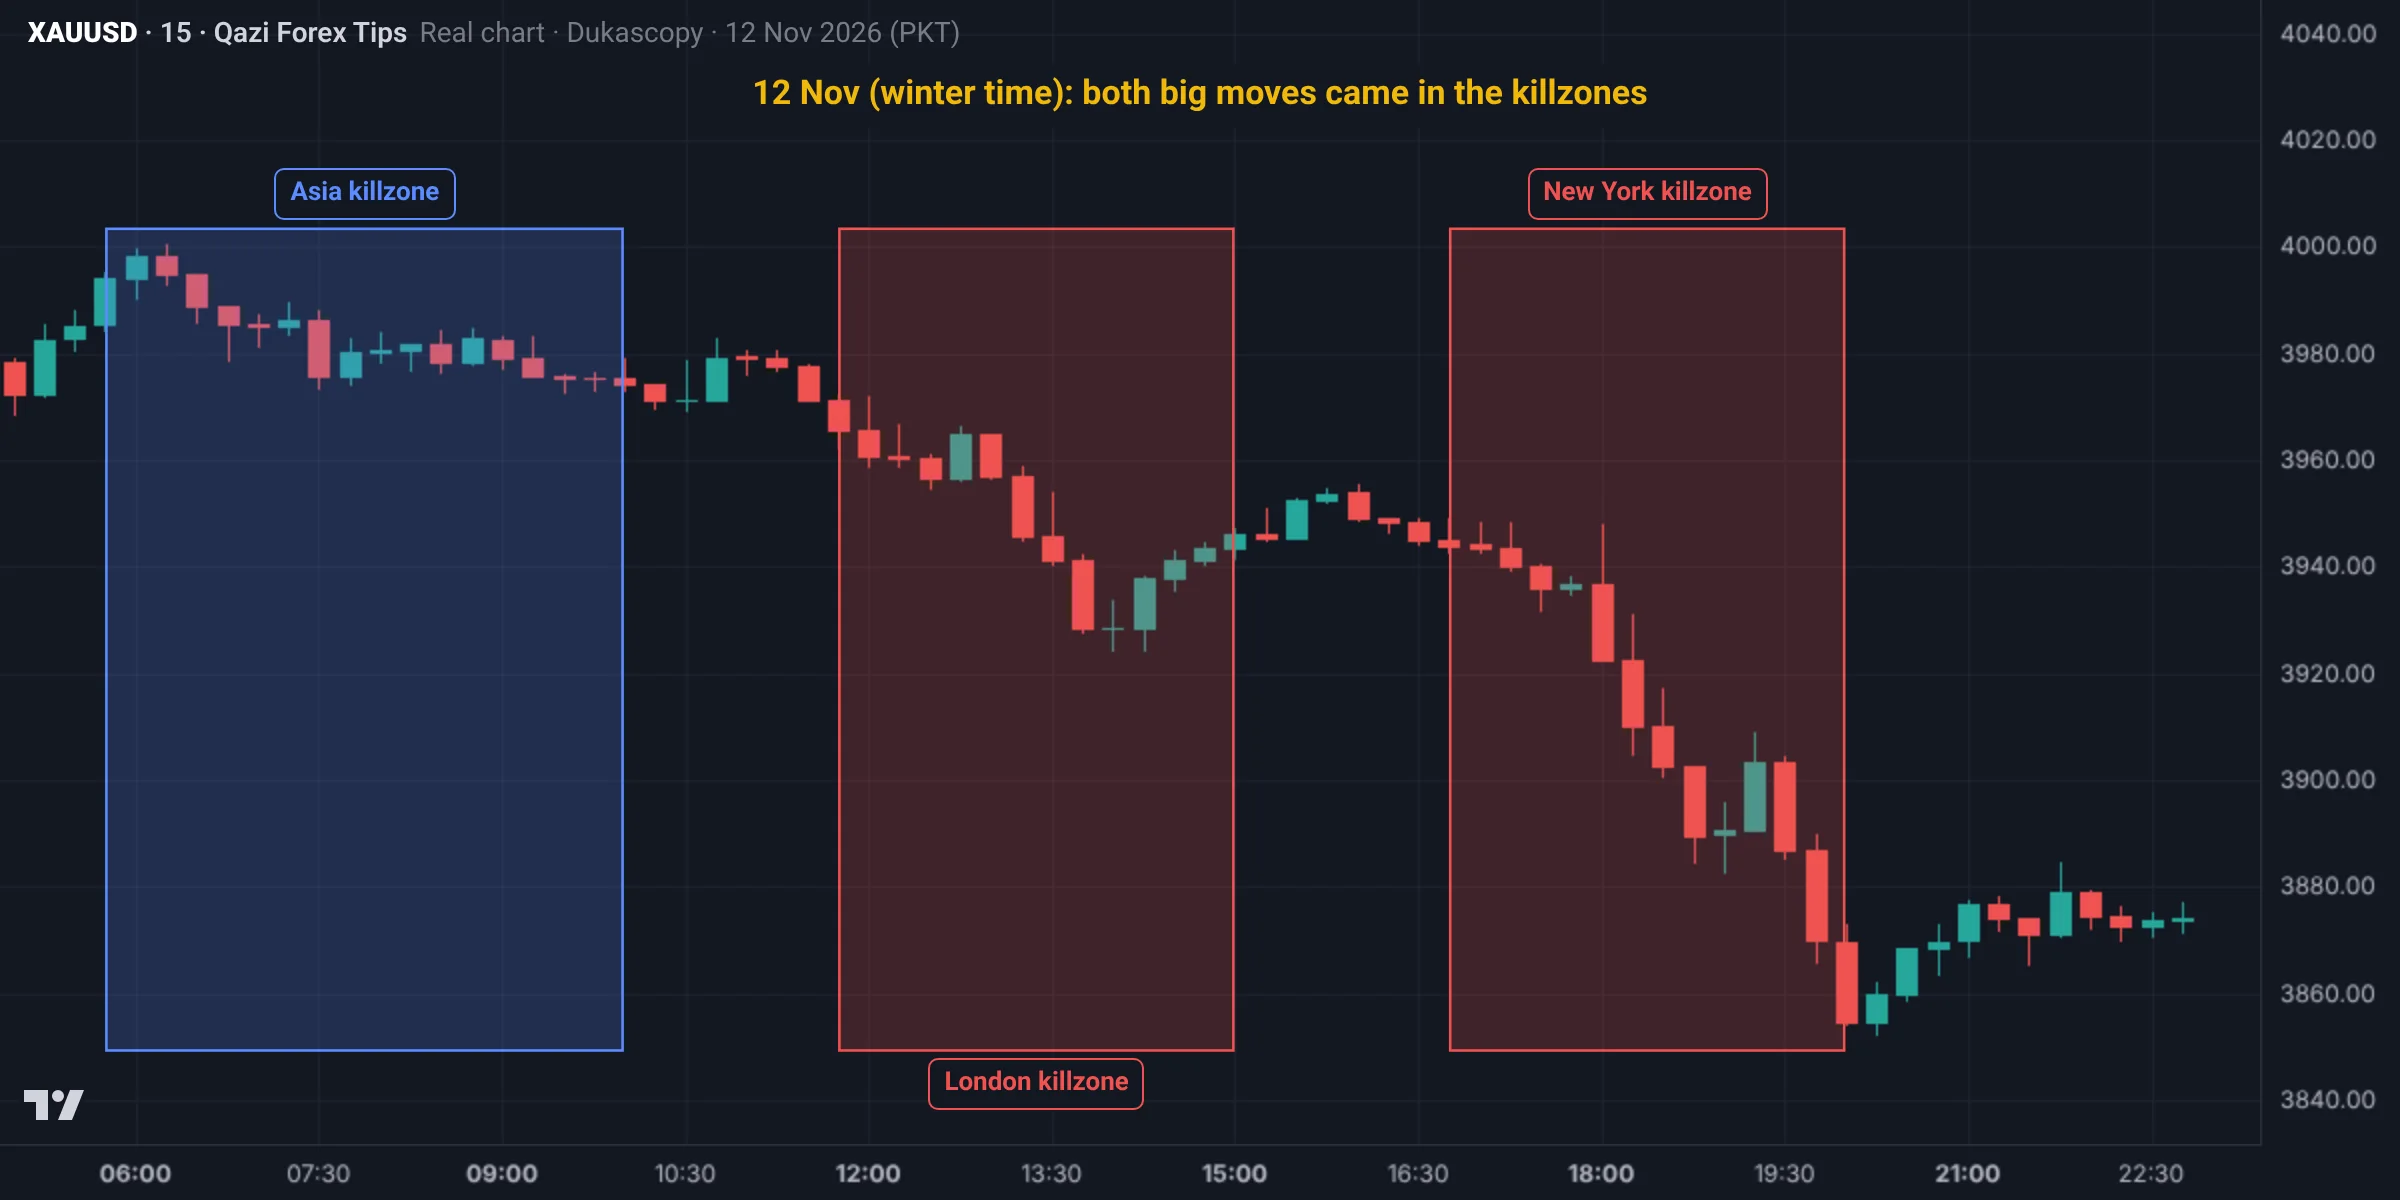 XAUUSD · 15 · Qazi Forex Tips Real chart · Dukascopy · 12 Nov 2026 (PKT)
12 Nov (winter time): both big moves came in the killzones
Asia killzone
New York killzone
London killzone
4040.00
4020.00
4000.00
3980.00
3960.00
3940.00
3920.00
3900.00
3880.00
3860.00
3840.00
06:00 07:30 09:00 10:30 12:00 13:30 15:00 16:30 18:00 19:30 21:00 22:30